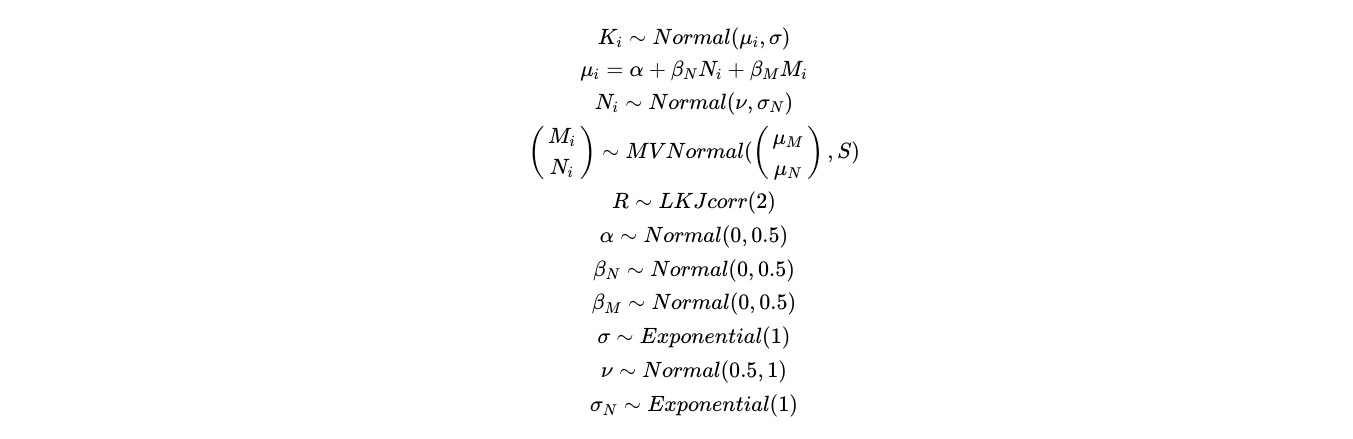 K_i ∼ Normal(μ_i, σ)
μ_i = α + β_N N_i + β_M M_i
N_i ∼ Normal(ν, σ_N)
(M_i N_i) ∼ MVNormal((μ_M μ_N), S)
R ∼ LKJcorr(2)
α ∼ Normal(0, 0.5)
β_N ∼ Normal(0, 0.5)
β_M ∼ Normal(0, 0.5)
σ ∼ Exponential(1)
ν ∼ Normal(0.5, 1)
σ_N ∼ Exponential(1)